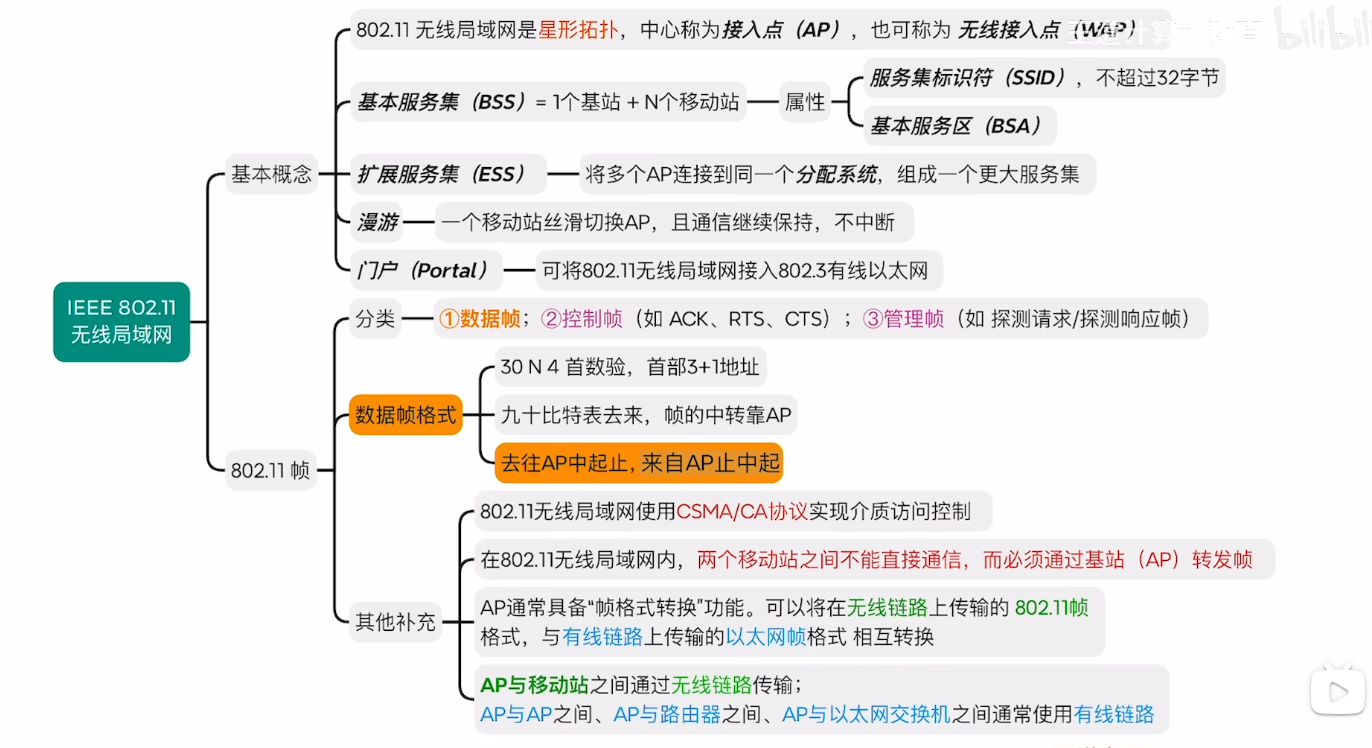 802.11 无线局域网是星形拓扑，中心称为接入点（AP），也可称为 无线接入点（WAP）
bilibili
基本服务集（BSS）= 1个基站 + N个移动站
属性
服务集标识符（SSID），不超过32字节
基本服务区（BSA）
基本概念
扩展服务集（ESS）
将多个AP连接到同一个分配系统，组成一个更大服务集
漫游
一个移动站丝滑切换AP，且通信继续保持，不中断
门户（Portal）
可将802.11无线局域网接入802.3有线以太网
IEEE 802.11
无线局域网
分类
①数据帧；②控制帧（如 ACK、RTS、CTS）；③管理帧（如 探测请求/探测响应帧）
30 N 4 首数验，首部3+1地址
数据帧格式
九十比特表去来，帧的中转靠AP
去往AP中起止，来自AP止中起
802.11 帧
802.11无线局域网使用CSMA/CA协议实现介质访问控制
在802.11无线局域网内，两个移动站之间不能直接通信，而必须通过基站（AP）转发帧
其他补充
AP通常具备“帧格式转换”功能。可以将在无线链路上传输的 802.11帧
格式，与有线链路上传输的以太网帧格式 相互转换
AP与移动站之间通过无线链路传输；
AP与AP之间、AP与路由器之间、AP与以太网交换机之间通常使用有线链路